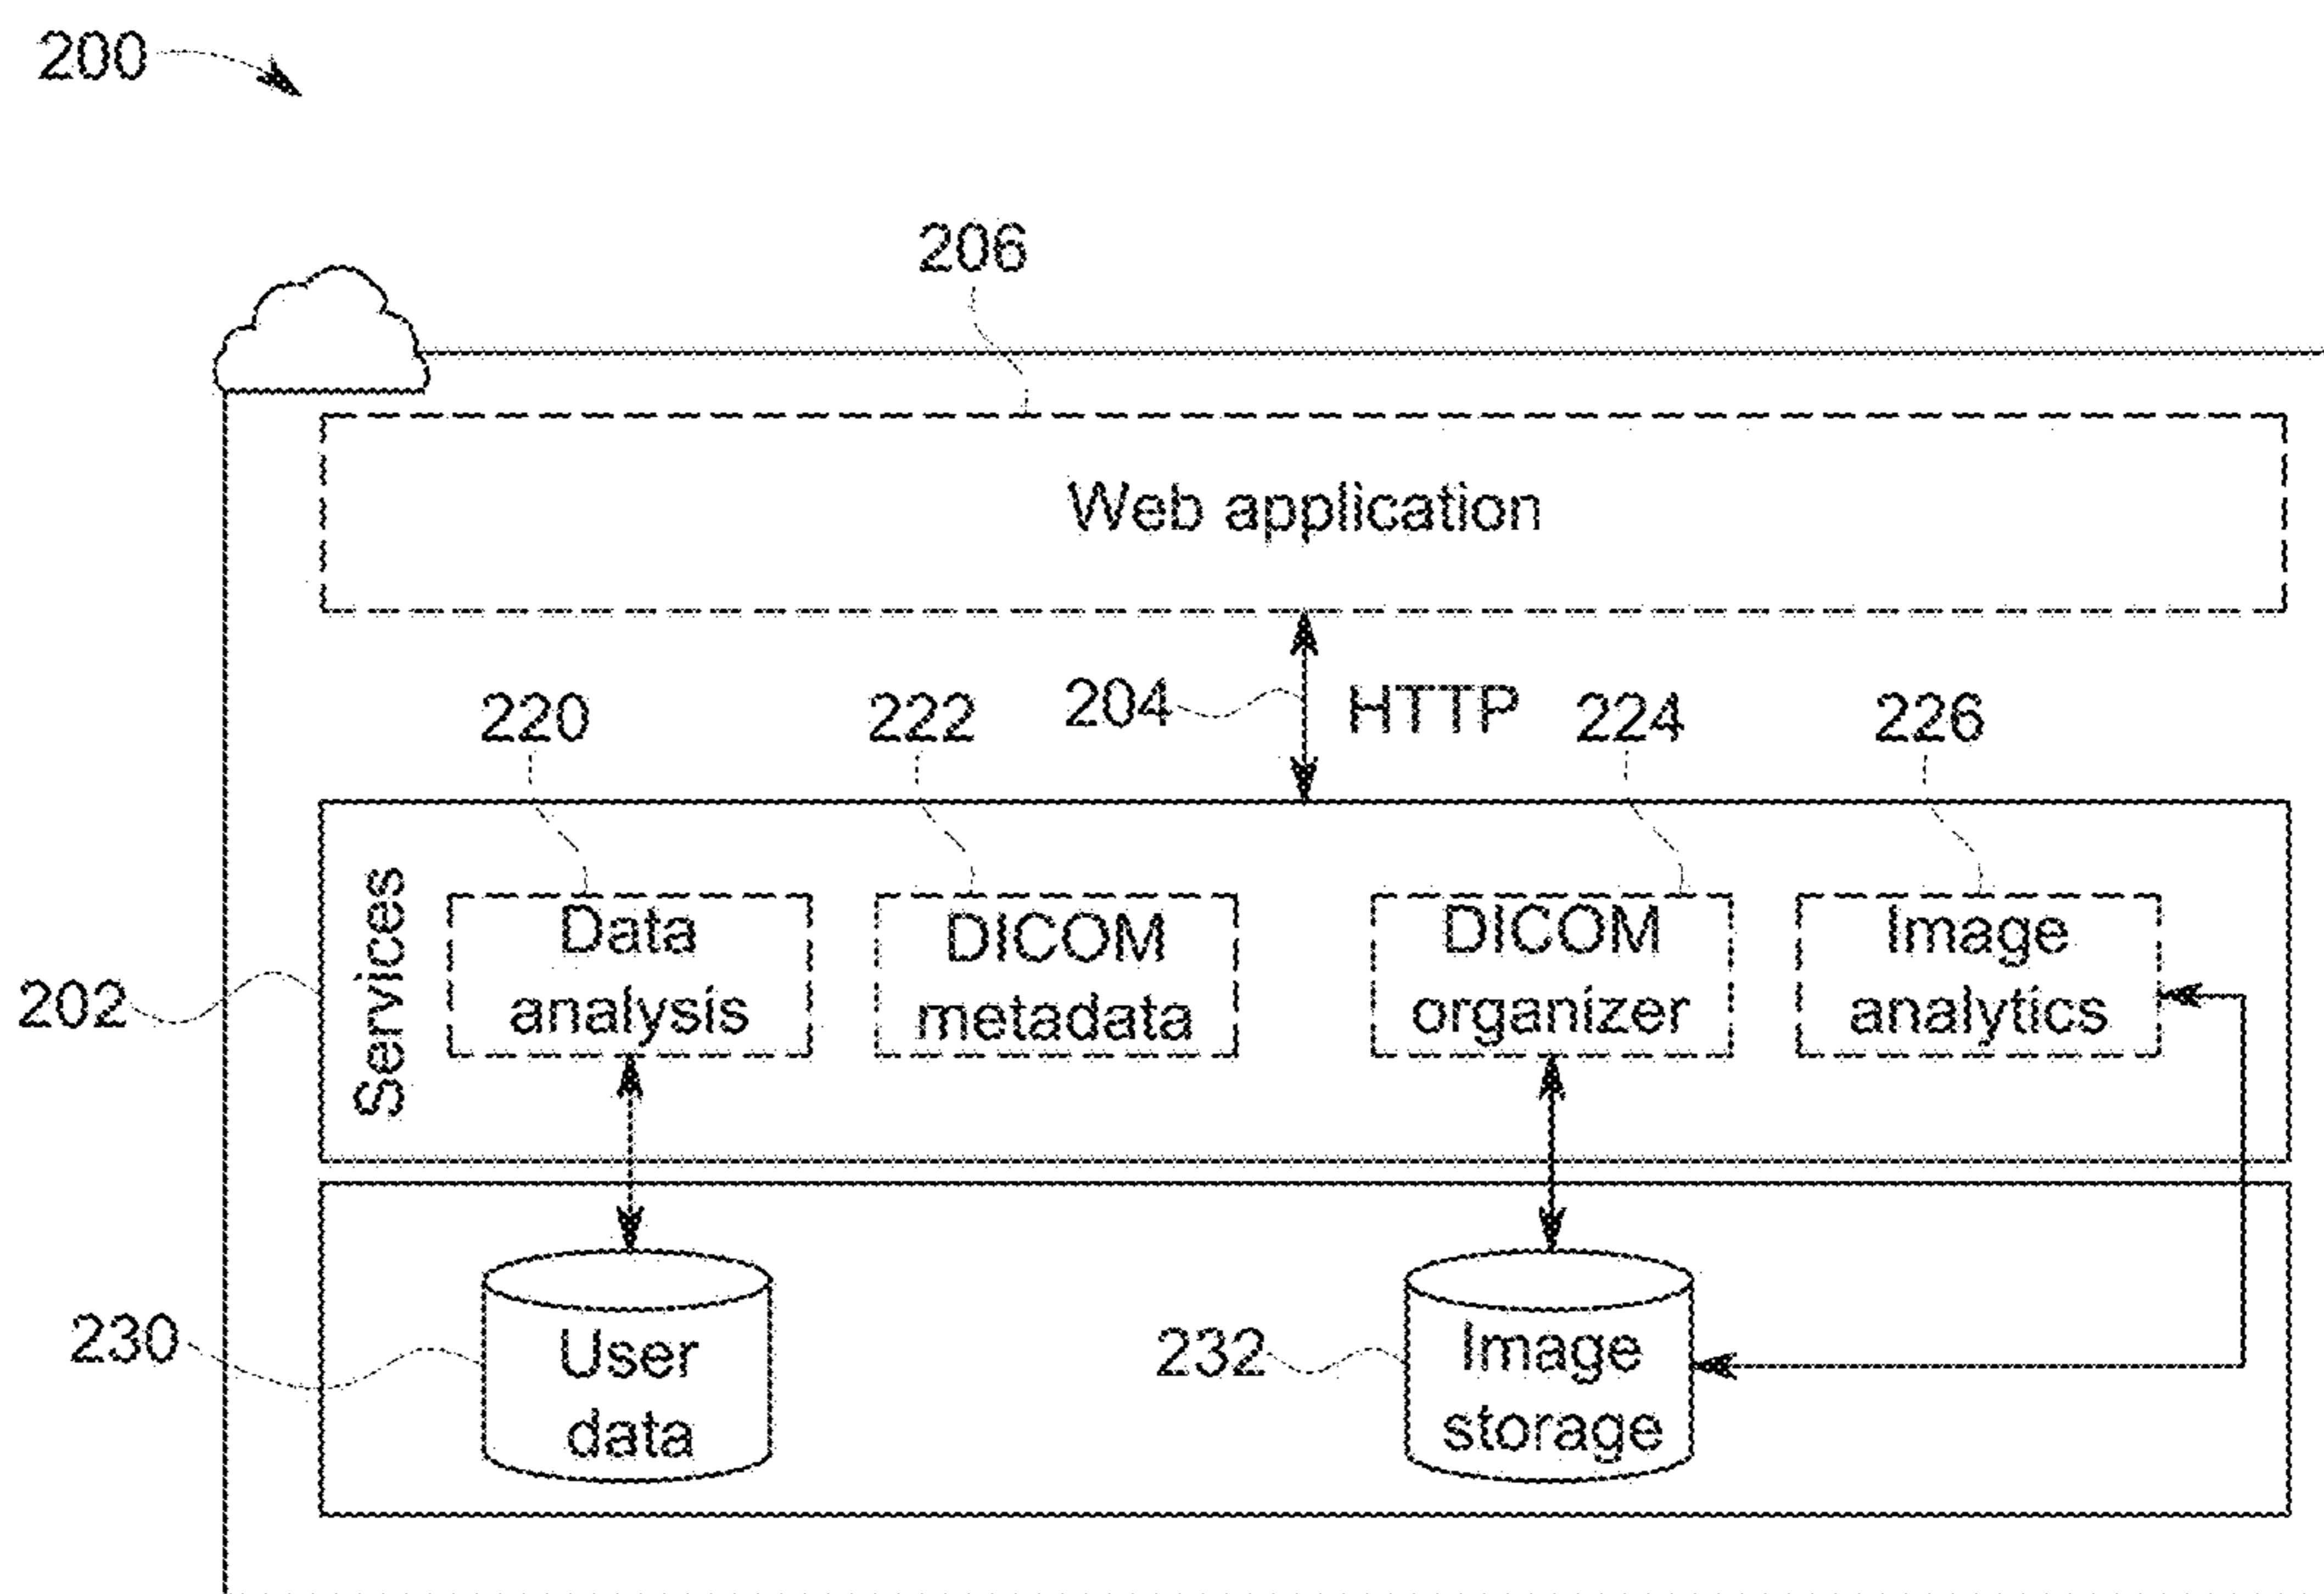 200
206
Web application
204
HTTP
220
222
224
226
Services
Data
analysis
DICOM
metadata
DICOM
organizer
Image
analytics
202
230
User
data
232
Image
storage